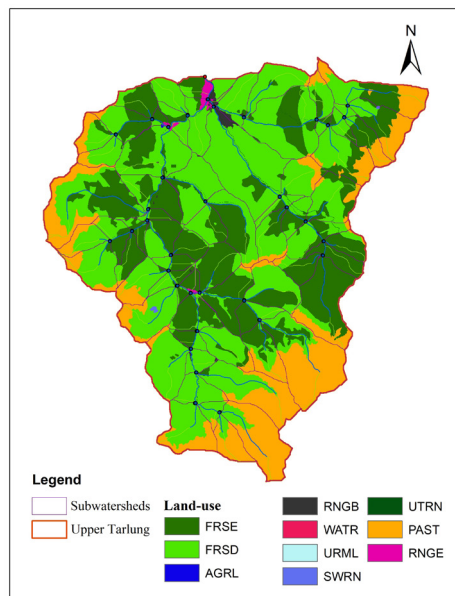 N
Legend
Subwatersheds
Upper Tarlung
Land-use
FRSE
FRSD
AGRL
RNGB
WATR
URML
SWRN
UTRN
PAST
RNGE